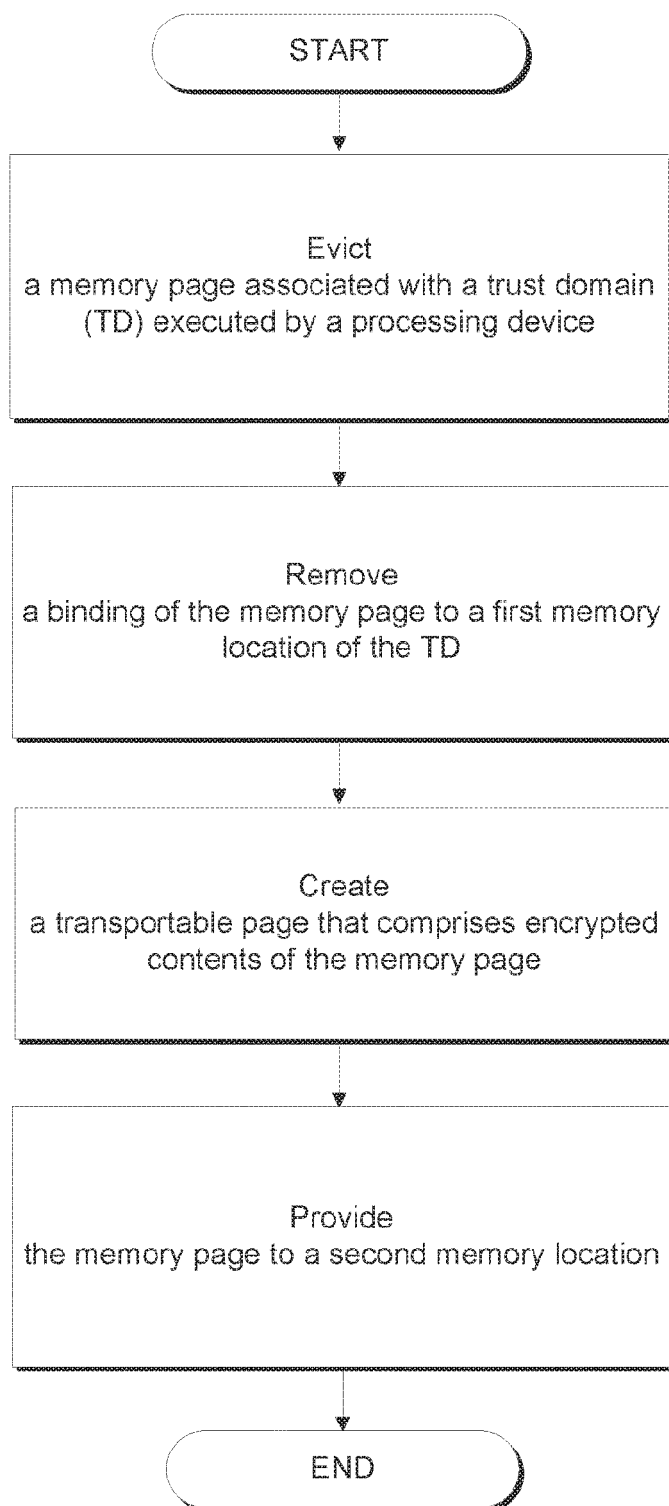 START
Evict
a memory page associated with a trust domain
(TD) executed by a processing device
Remove
a binding of the memory page to a first memory
location of the TD
Create
a transportable page that comprises encrypted
contents of the memory page
Provide
the memory page to a second memory location
END